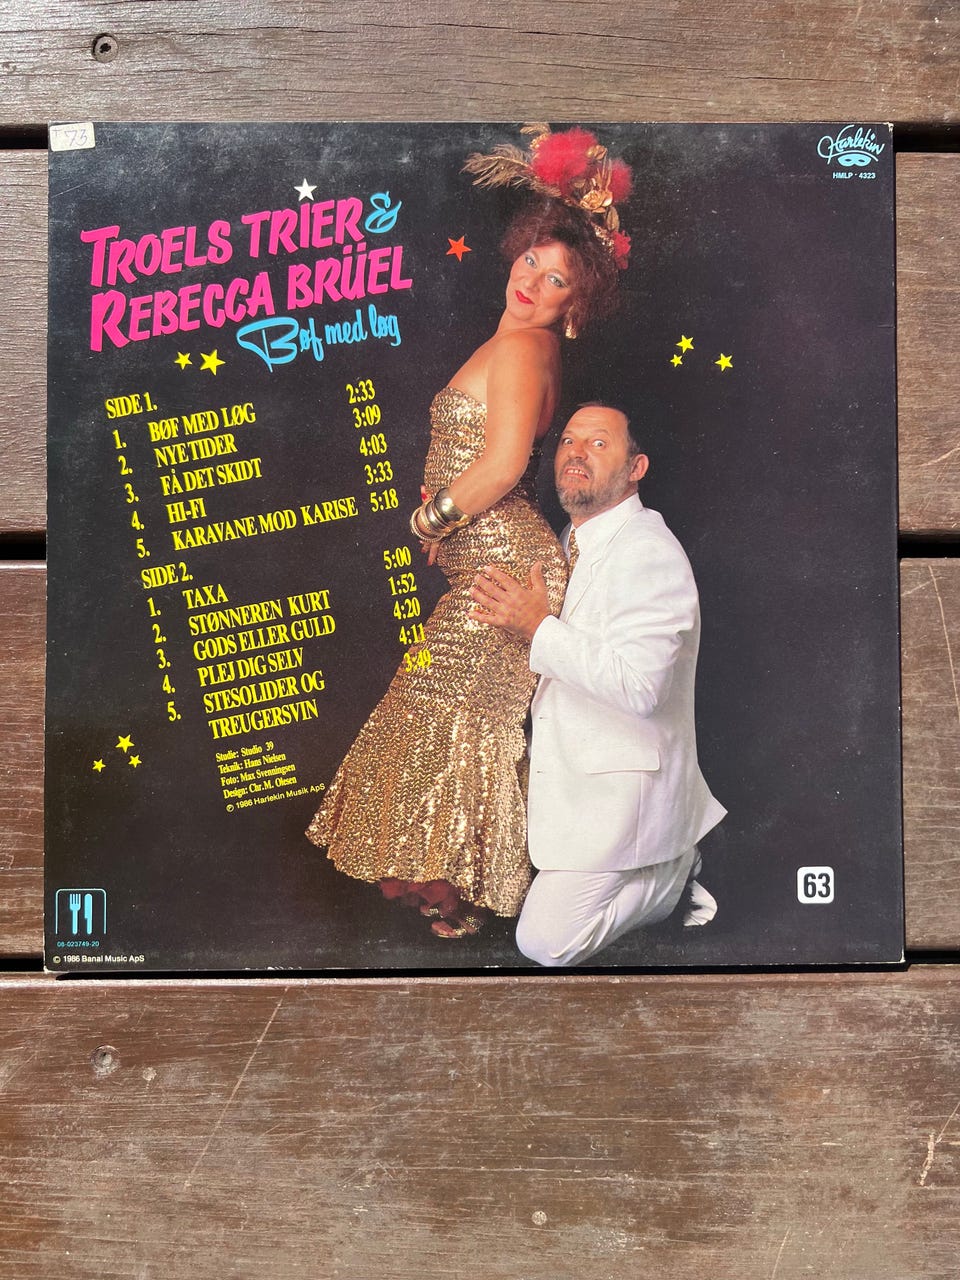 T 73
Harlekin
HMLP - 4323
TROELS TRIER &
REBECCA BRÜEL
Bøf med løg
SIDE 1.
1. BØF MED LØG 2:33
2. NYE TIDER 3:09
3. FÅ DET SKIDT 4:03
4. HI-FI 3:33
5. KARAVANE MOD KARISE 5:18
SIDE 2.
1. TAXA 5:00
2. STØNNEREN KURT 1:52
3. GODS ELLER GULD 4:20
4. PLEJ DIG SELV 4:11
5. STESOLIDER OG 3:49
TREUGERSVIN
Studie: Studio 39
Teknik: Hans Nielsen
Foto: Max Svenningsen
Design: Chr.M. Olesen
℗ 1986 Harlekin Musik ApS
63
08-023749-20
© 1986 Banal Music ApS